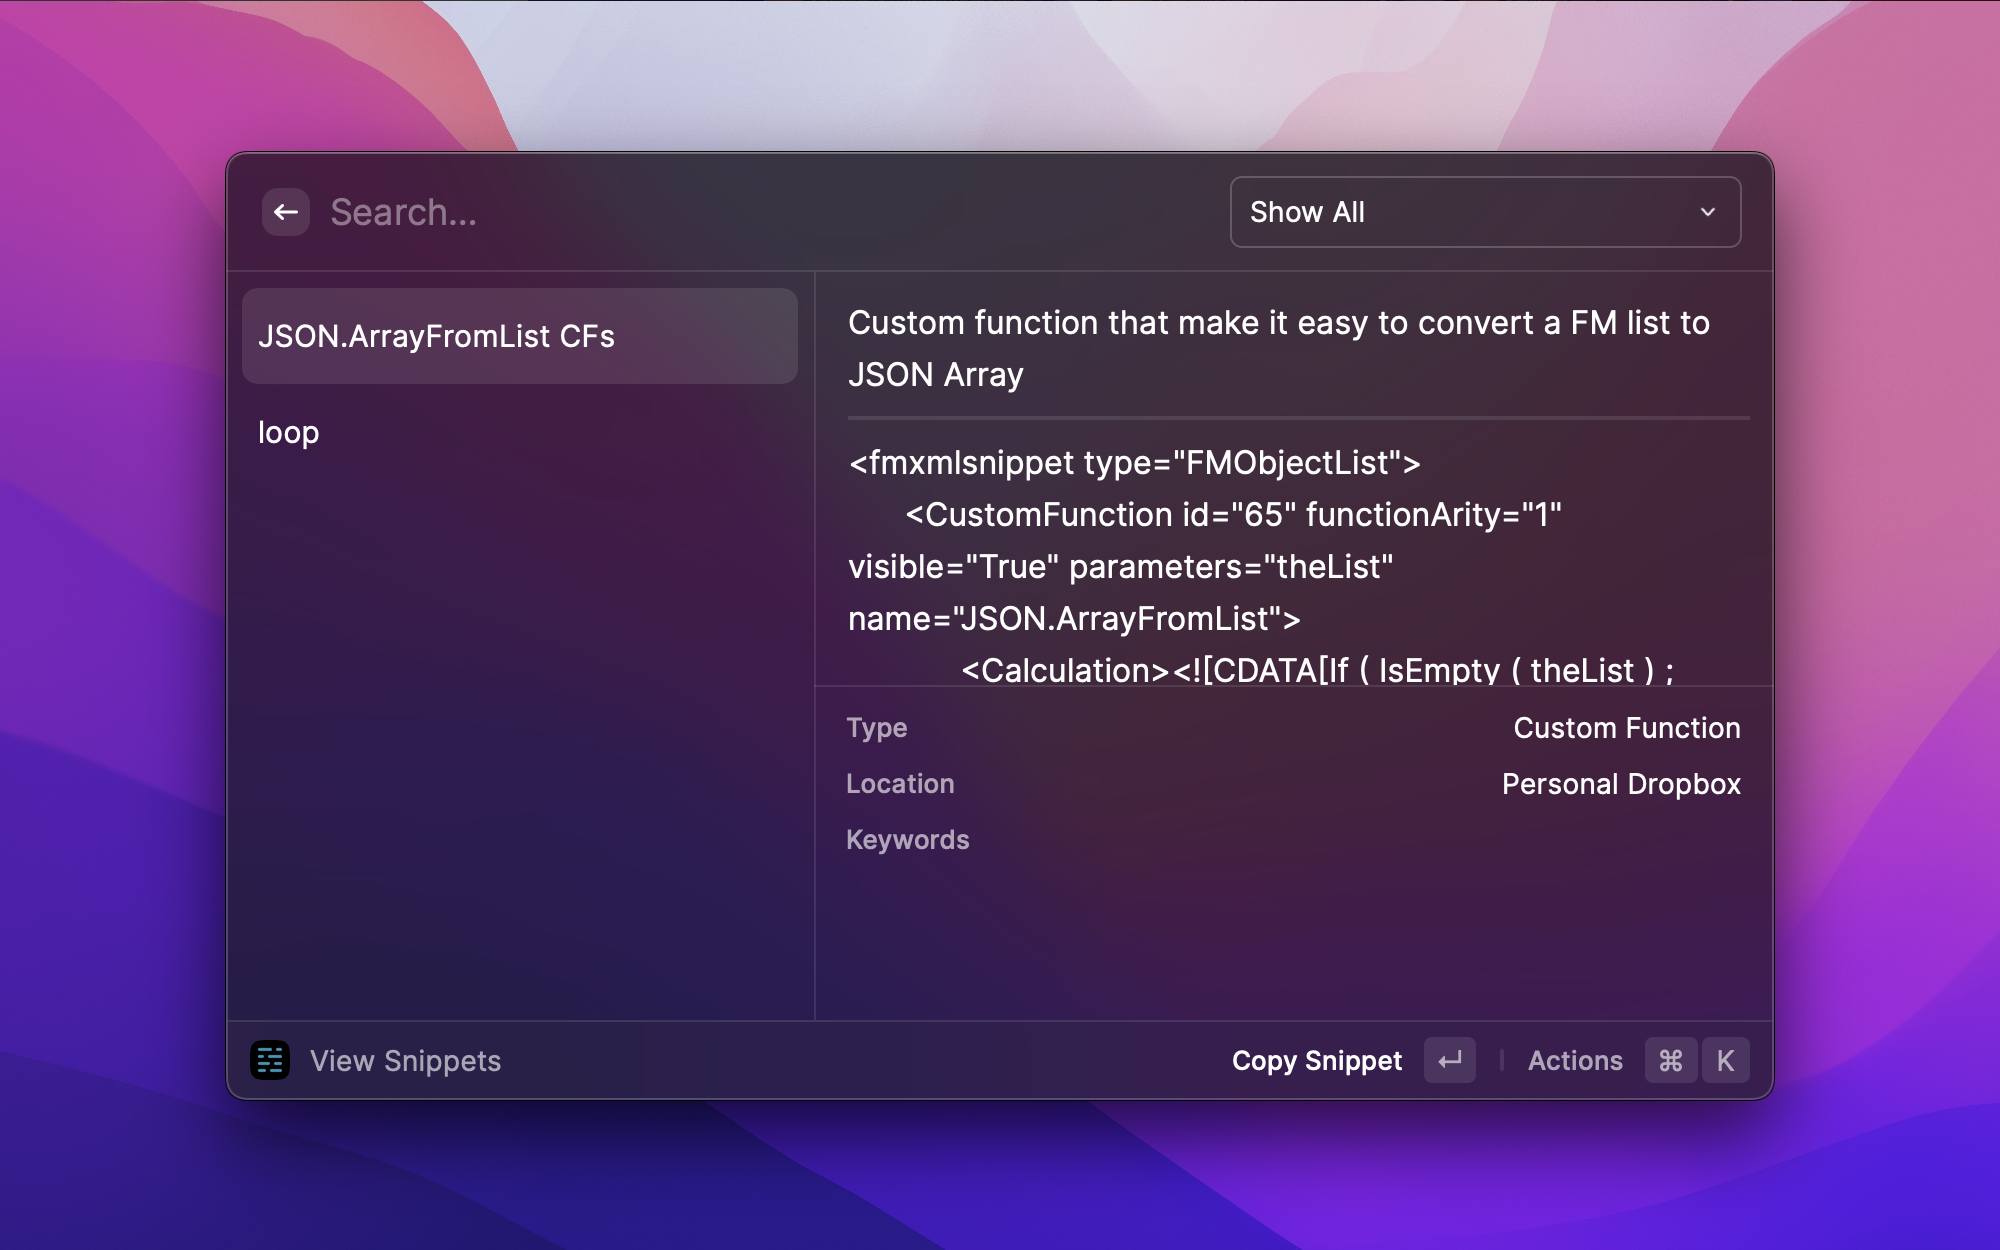 Search...
Show All
JSON.ArrayFromList CFs
loop
Custom function that make it easy to convert a FM list to
JSON Array
<fmxmlsnippet type="FMObjectList">
<CustomFunction id="65" functionArity="1"
visible="True" parameters="theList"
name="JSON.ArrayFromList">
<Calculation><![CDATA[If ( IsEmpty ( theList ) ;
Type
Custom Function
Location
Personal Dropbox
Keywords
View Snippets
Copy Snippet
Actions
⌘ K